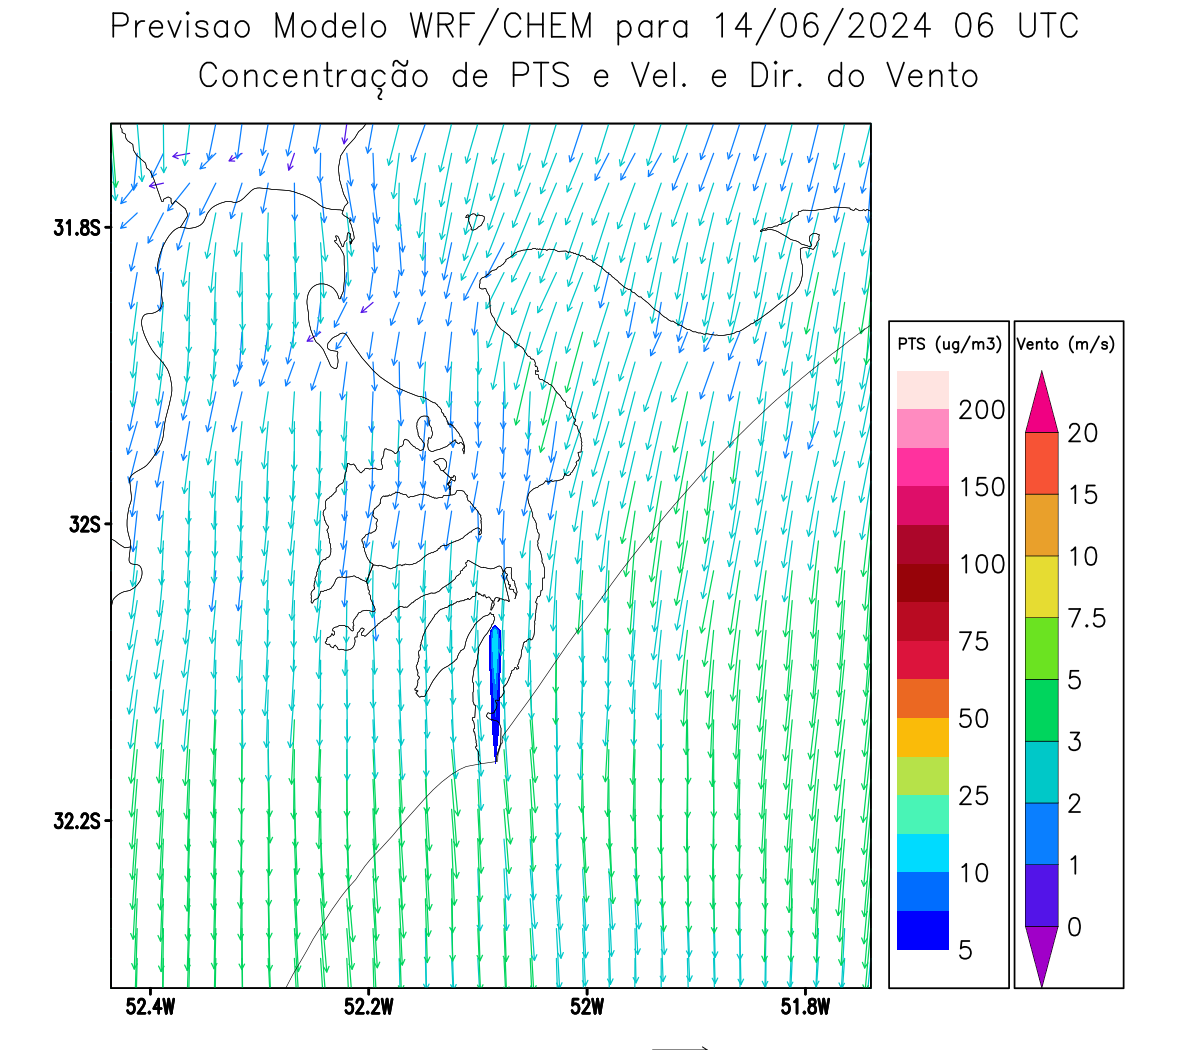 Previsao Modelo WRF/CHEM para 14/06/2024 06 UTC
Concentração de PTS e Vel. e Dir. do Vento
31.8S
32S
32.2S
52.4W
52.2W
52W
51.8W
PTS (ug/m3)
200
150
100
75
50
25
10
5
Vento (m/s)
20
15
10
7.5
5
3
2
1
0